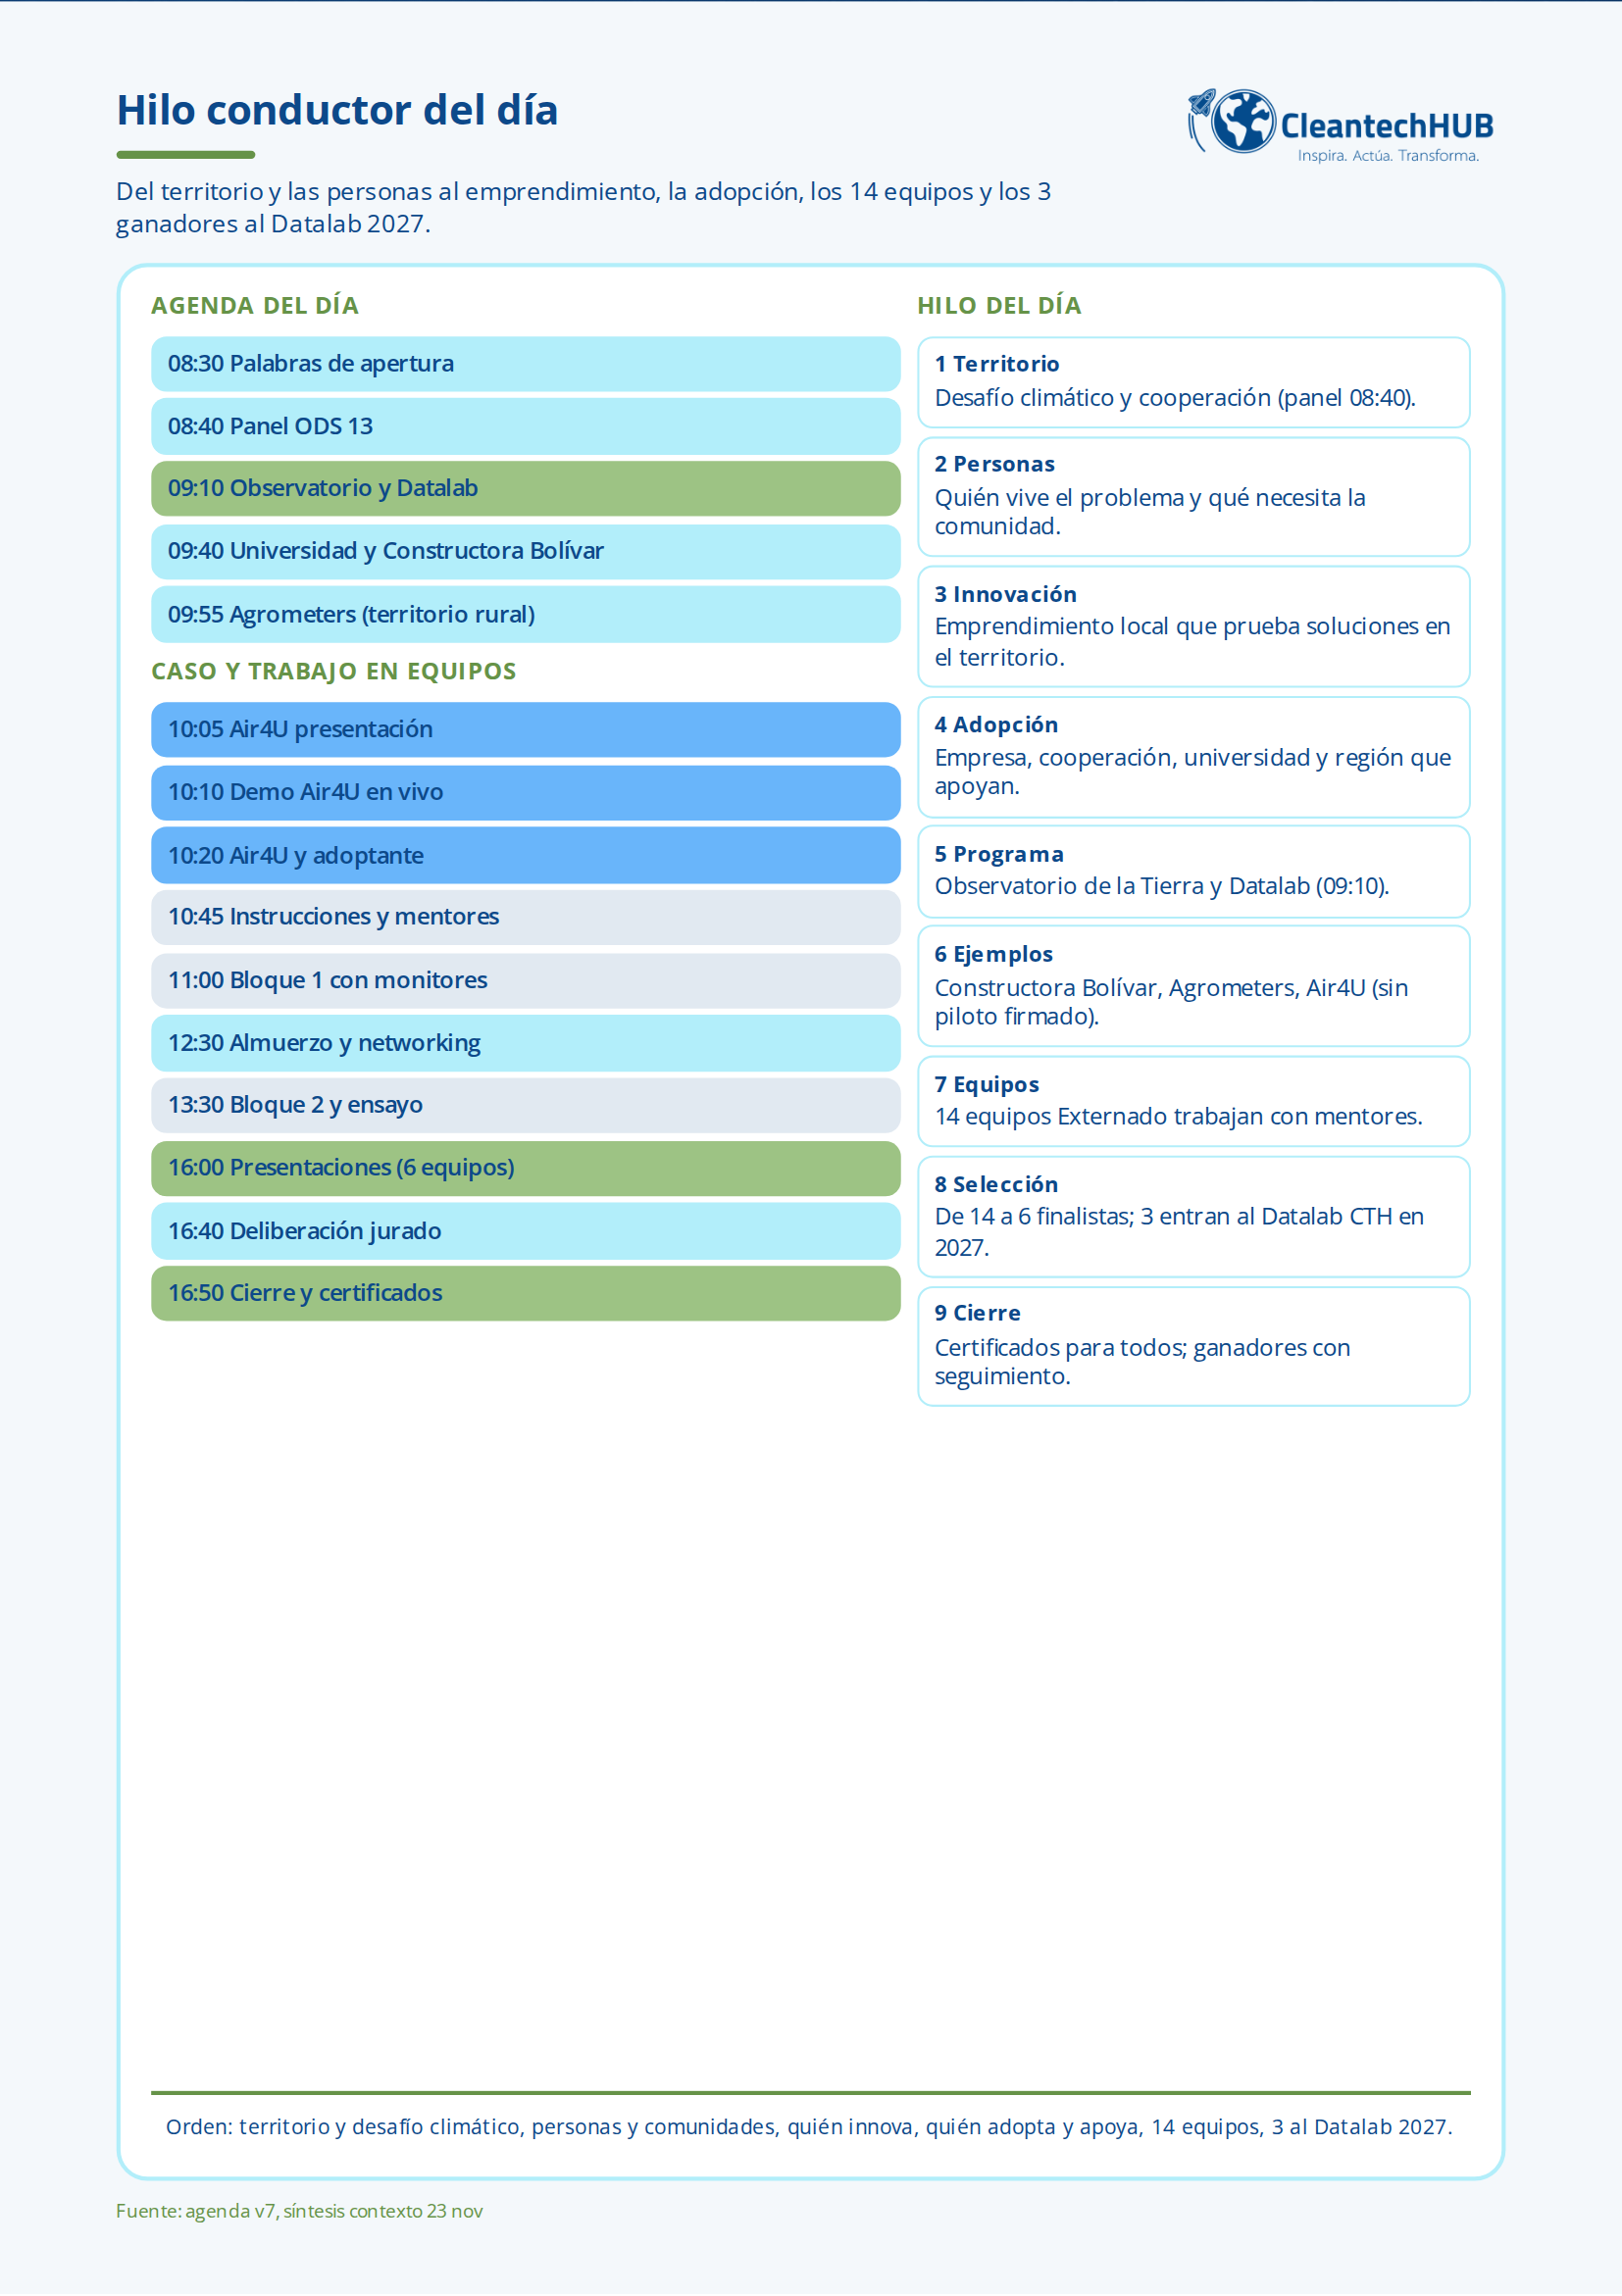 Hilo conductor del día
CleantechHUB
Inspira. Actúa. Transforma.
Del territorio y las personas al emprendimiento, la adopción, los 14 equipos y los 3
ganadores al Datalab 2027.
AGENDA DEL DÍA
08:30 Palabras de apertura
08:40 Panel ODS 13
09:10 Observatorio y Datalab
09:40 Universidad y Constructora Bolívar
09:55 Agrometers (territorio rural)
CASO Y TRABAJO EN EQUIPOS
10:05 Air4U presentación
10:10 Demo Air4U en vivo
10:20 Air4U y adoptante
10:45 Instrucciones y mentores
11:00 Bloque 1 con monitores
12:30 Almuerzo y networking
13:30 Bloque 2 y ensayo
16:00 Presentaciones (6 equipos)
16:40 Deliberación jurado
16:50 Cierre y certificados
HILO DEL DÍA
1 Territorio
Desafío climático y cooperación (panel 08:40).
2 Personas
Quién vive el problema y qué necesita la
comunidad.
3 Innovación
Emprendimiento local que prueba soluciones en
el territorio.
4 Adopción
Empresa, cooperación, universidad y región que
apoyan.
5 Programa
Observatorio de la Tierra y Datalab (09:10).
6 Ejemplos
Constructora Bolívar, Agrometers, Air4U (sin
piloto firmado).
7 Equipos
14 equipos Externado trabajan con mentores.
8 Selección
De 14 a 6 finalistas; 3 entran al Datalab CTH en
2027.
9 Cierre
Certificados para todos; ganadores con
seguimiento.
Orden: territorio y desafío climático, personas y comunidades, quién innova, quién adopta y apoya, 14 equipos, 3 al Datalab 2027.
Fuente: agenda v7, síntesis contexto 23 nov